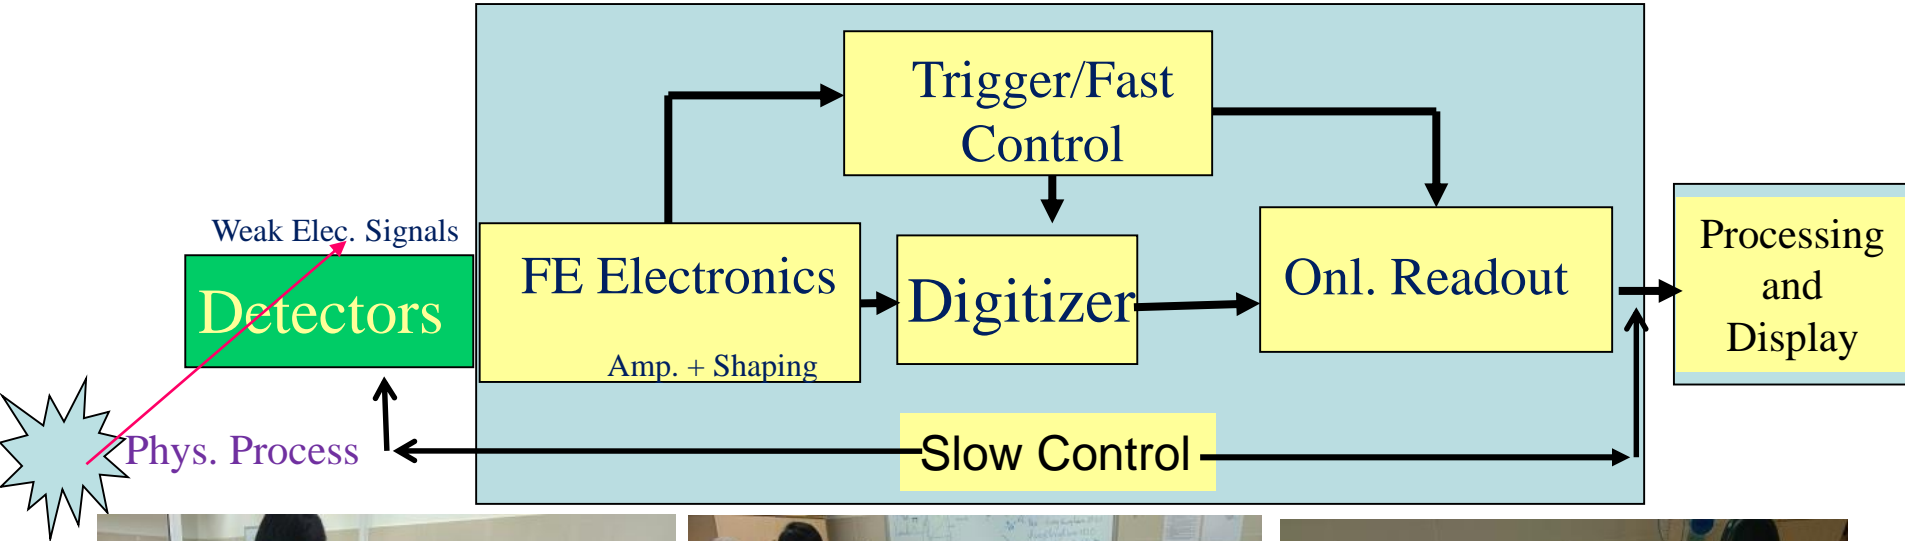 Trigger/Fast
Control
Weak Elec. Signals
Detectors
FE Electronics
Amp. + Shaping
Digitizer
Onl. Readout
Processing
and
Display
Phys. Process
Slow Control